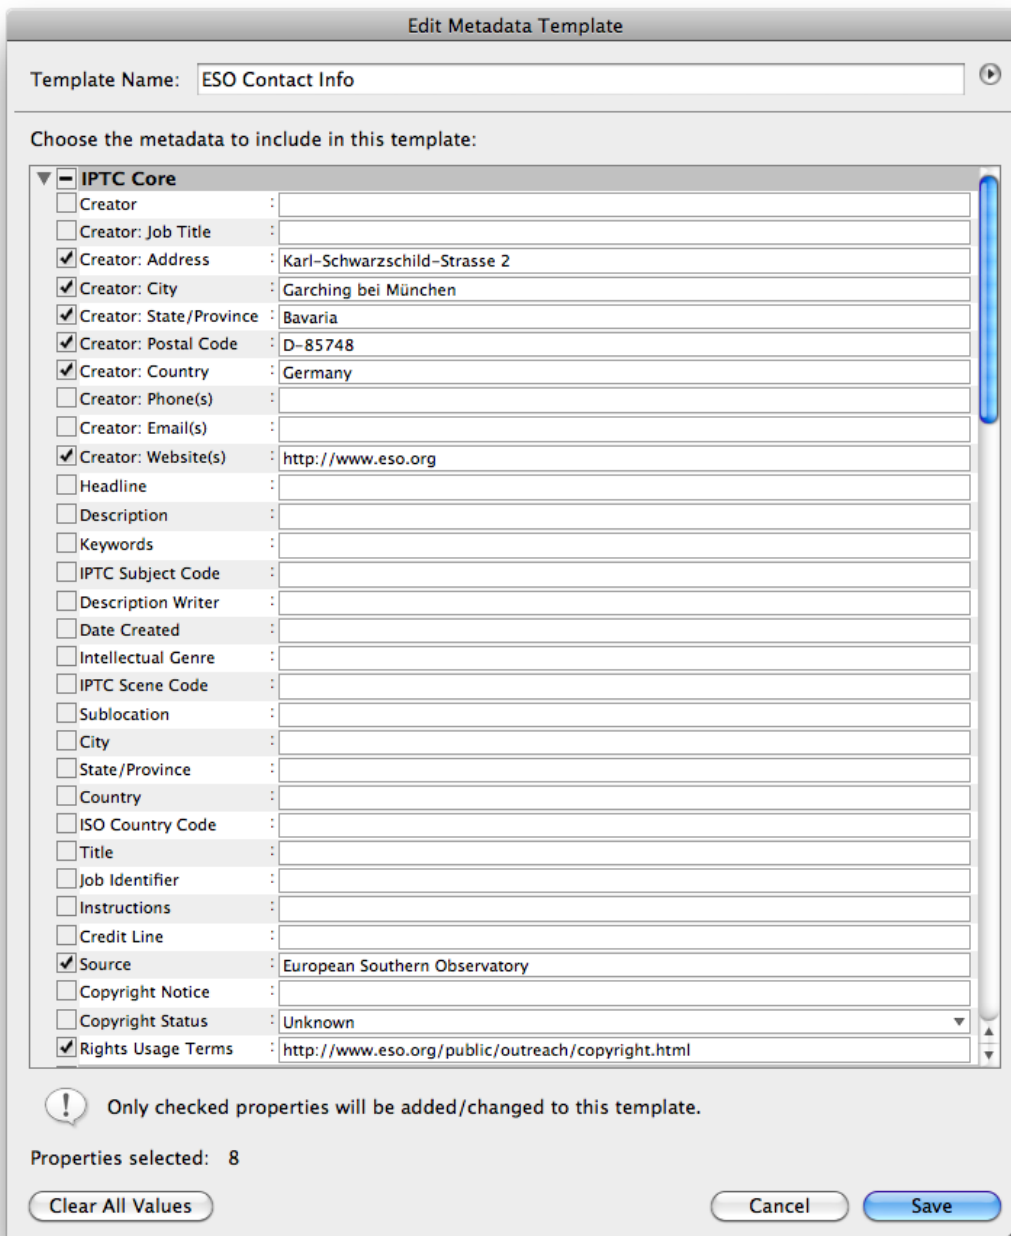 Edit Metadata Template
Template Name: ESO Contact Info
Choose the metadata to include in this template:
IPTC Core
Creator :
Creator: Job Title :
Creator: Address : Karl-Schwarzschild-Strasse 2
Creator: City : Garching bei München
Creator: State/Province : Bavaria
Creator: Postal Code : D-85748
Creator: Country : Germany
Creator: Phone(s) :
Creator: Email(s) :
Creator: Website(s) : http://www.eso.org
Headline :
Description :
Keywords :
IPTC Subject Code :
Description Writer :
Date Created :
Intellectual Genre :
IPTC Scene Code :
Sublocation :
City :
State/Province :
Country :
ISO Country Code :
Title :
Job Identifier :
Instructions :
Credit Line :
Source : European Southern Observatory
Copyright Notice :
Copyright Status : Unknown
Rights Usage Terms : http://www.eso.org/public/outreach/copyright.html
Only checked properties will be added/changed to this template.
Properties selected: 8
Clear All Values Cancel Save